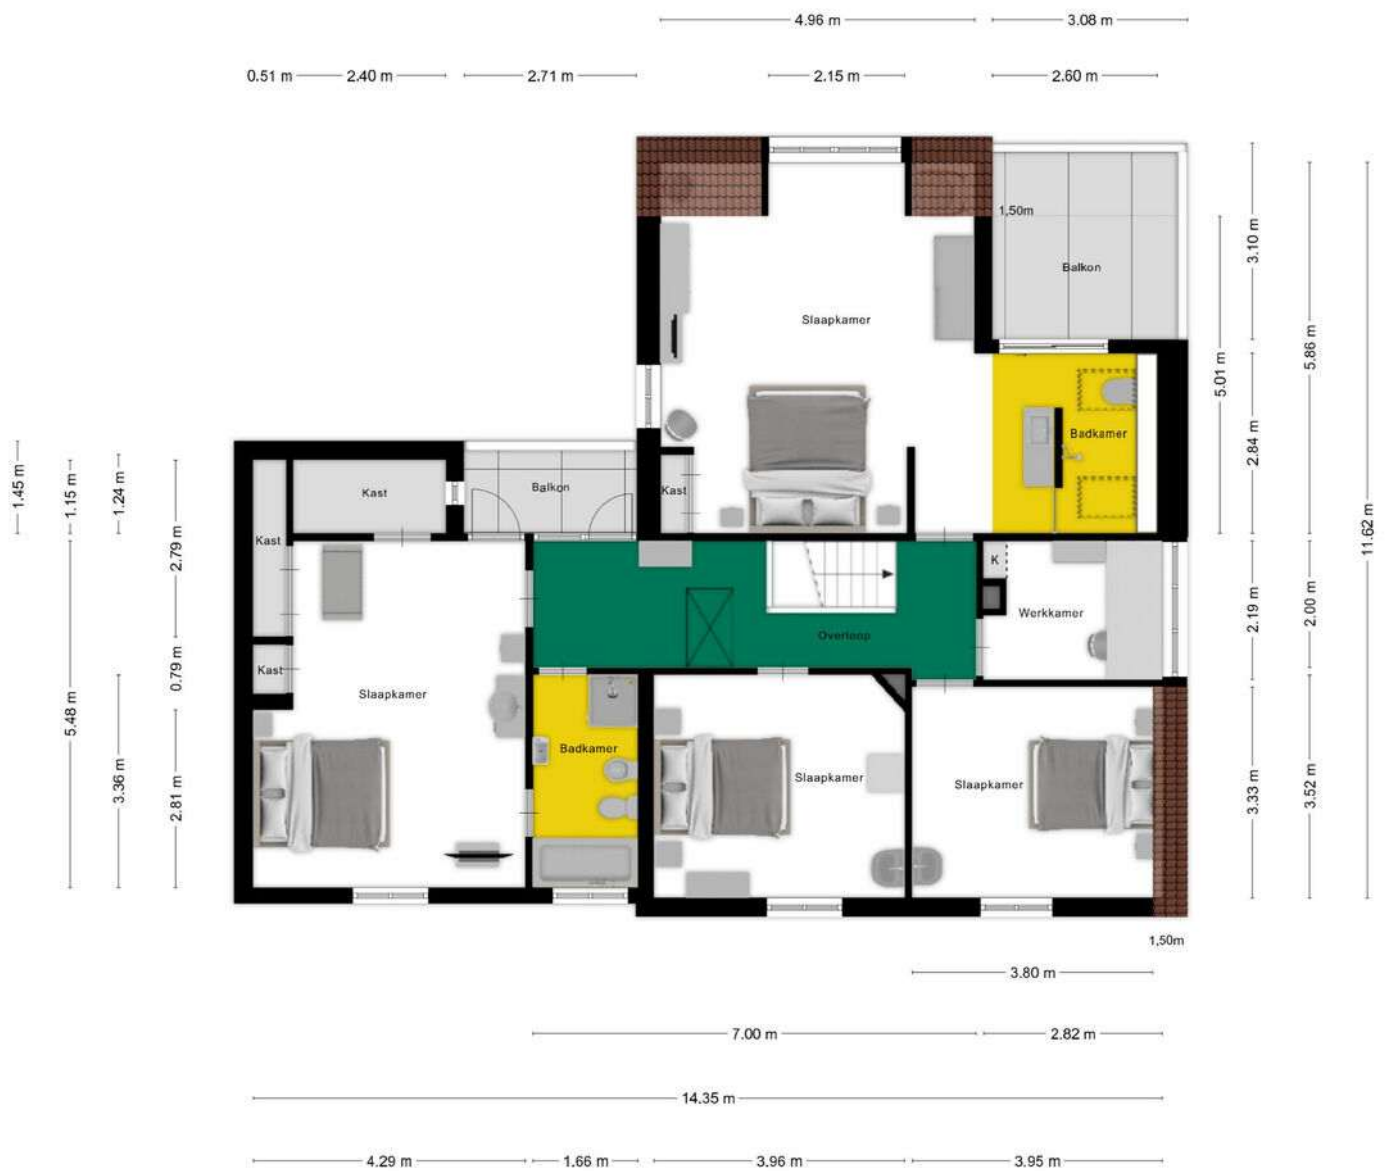 4.96 m
3.08 m
0.51 m
2.40 m
2.71 m
2.15 m
2.60 m
1,50m
Balkon
Slaapkamer
Badkamer
Kast
Balkon
Kast
Kast
K
Werkkamer
Overloop
Kast
Slaapkamer
Badkamer
Slaapkamer
Slaapkamer
1,50m
1.45 m
1.15 m
1.24 m
2.79 m
5.48 m
3.36 m
0.79 m
2.81 m
5.01 m
3.10 m
2.84 m
2.19 m
3.33 m
5.86 m
2.00 m
3.52 m
11.62 m
3.80 m
7.00 m
2.82 m
14.35 m
4.29 m
1.66 m
3.96 m
3.95 m